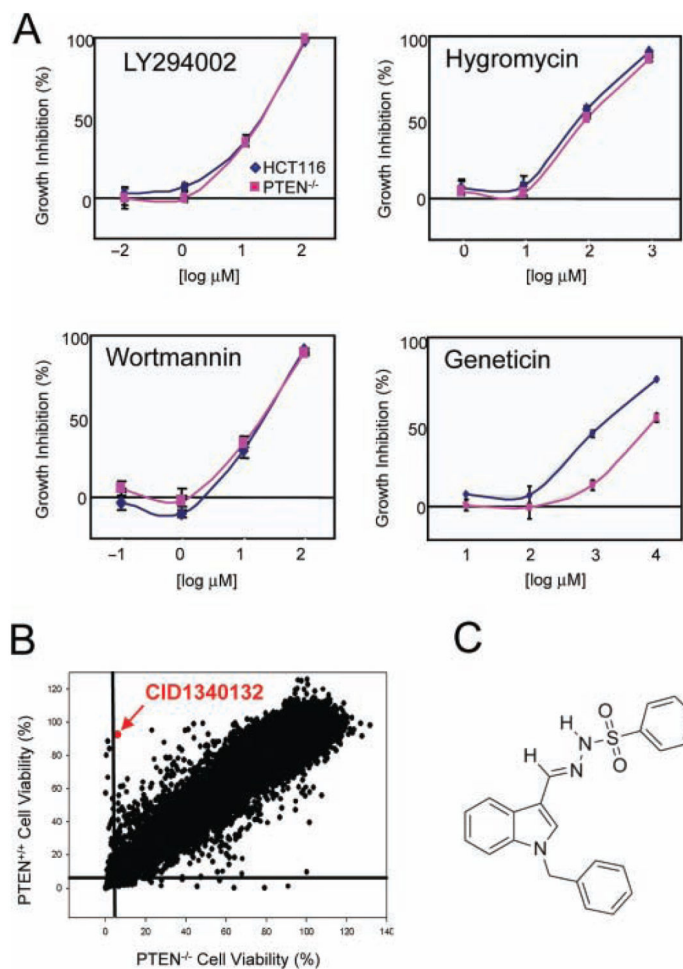 A
LY294002
Growth Inhibition (%)
100
50
0
HCT116
PTEN-/-
−2 0 1 2
[log µM]
Hygromycin
Growth Inhibition (%)
100
50
0
0 1 2 3
[log µM]
Wortmannin
Growth Inhibition (%)
100
50
0
−1 0 1 2
[log µM]
Geneticin
Growth Inhibition (%)
100
50
0
1 2 3 4
[log µM]
B
CID1340132
PTEN+/+ Cell Viability (%)
120
100
80
60
40
20
0
0 20 40 60 80 100 120 140
PTEN-/- Cell Viability (%)
C
H
O
H NH S
N O
N